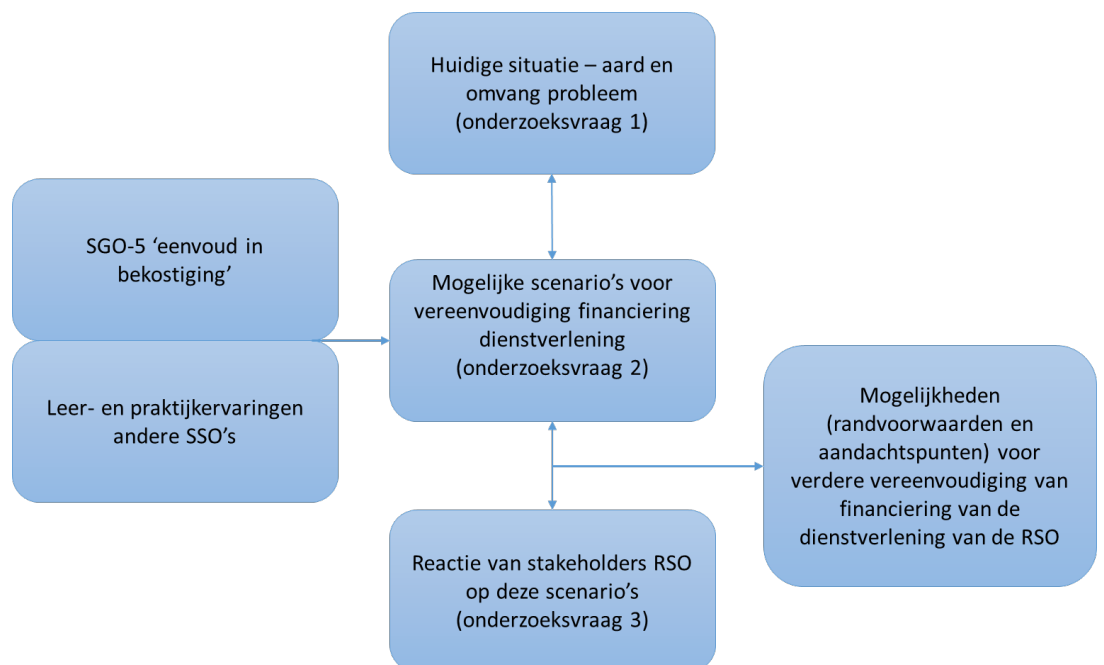 Huidige situatie – aard en
omvang probleem
(onderzoeksvraag 1)
SGO-5 ‘eenvoud in
bekostiging’
Leer- en praktijkervaringen
andere SSO’s
Mogelijke scenario’s voor
vereenvoudiging financiering
dienstverlening
(onderzoeksvraag 2)
Mogelijkheden
(randvoorwaarden en
aandachtspunten) voor
verdere vereenvoudiging van
financiering van de
dienstverlening van de RSO
Reactie van stakeholders RSO
op deze scenario’s
(onderzoeksvraag 3)